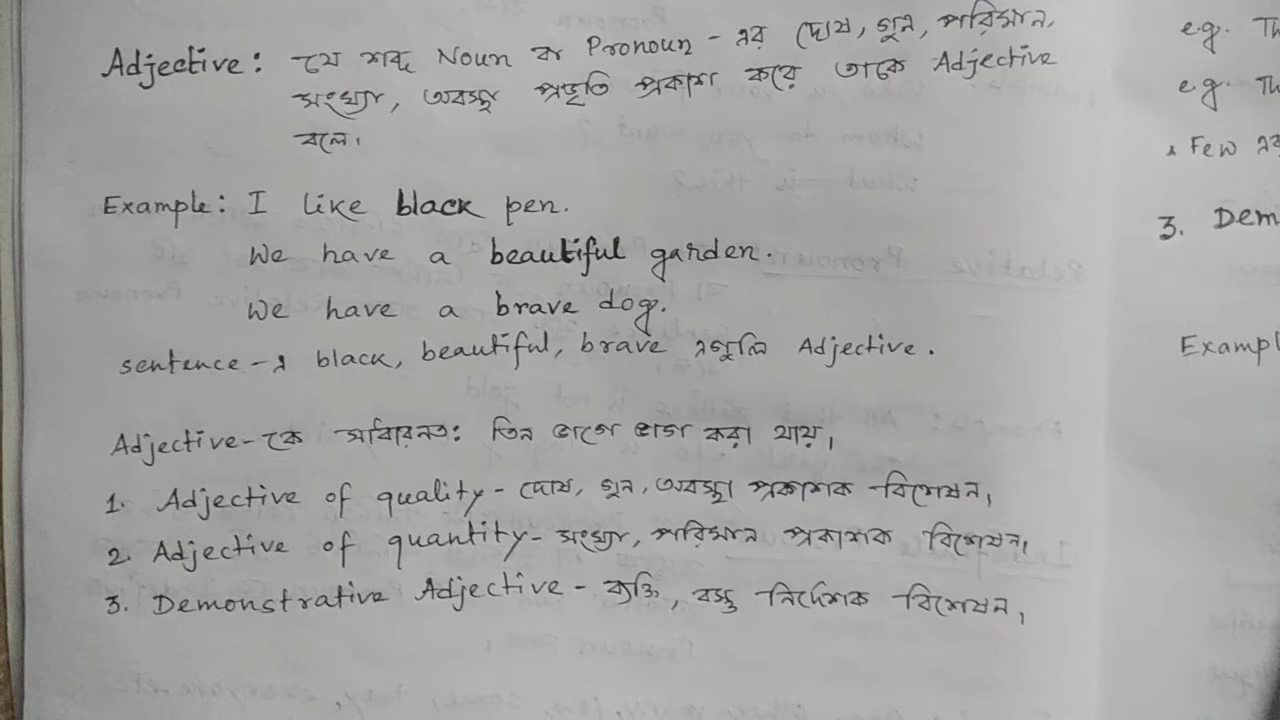 Adjective: যে শব্দ Noun বা Pronoun - এর দোষ, গুন, পরিমান,
সংখ্যা, অবস্থা প্রভৃতি প্রকাশ করে তাকে Adjective
বলে।
Example: I like black pen.
We have a beautiful garden.
We have a brave dog.
sentence-এ black, beautiful, brave এগুলি Adjective.
Adjective-কে সাধারনত: তিন ভাগে ভাগ করা যায়।
1. Adjective of quality - দোষ, গুন, অবস্থা প্রকাশক বিশেষন।
2. Adjective of quantity - সংখ্যা, পরিমান প্রকাশক বিশেষন।
3. Demonstrative Adjective - ব্যক্তি, বস্তু নির্দেশক বিশেষন।
e.g. Th
e.g. Th
* Few এর
3. Dem
Exampl